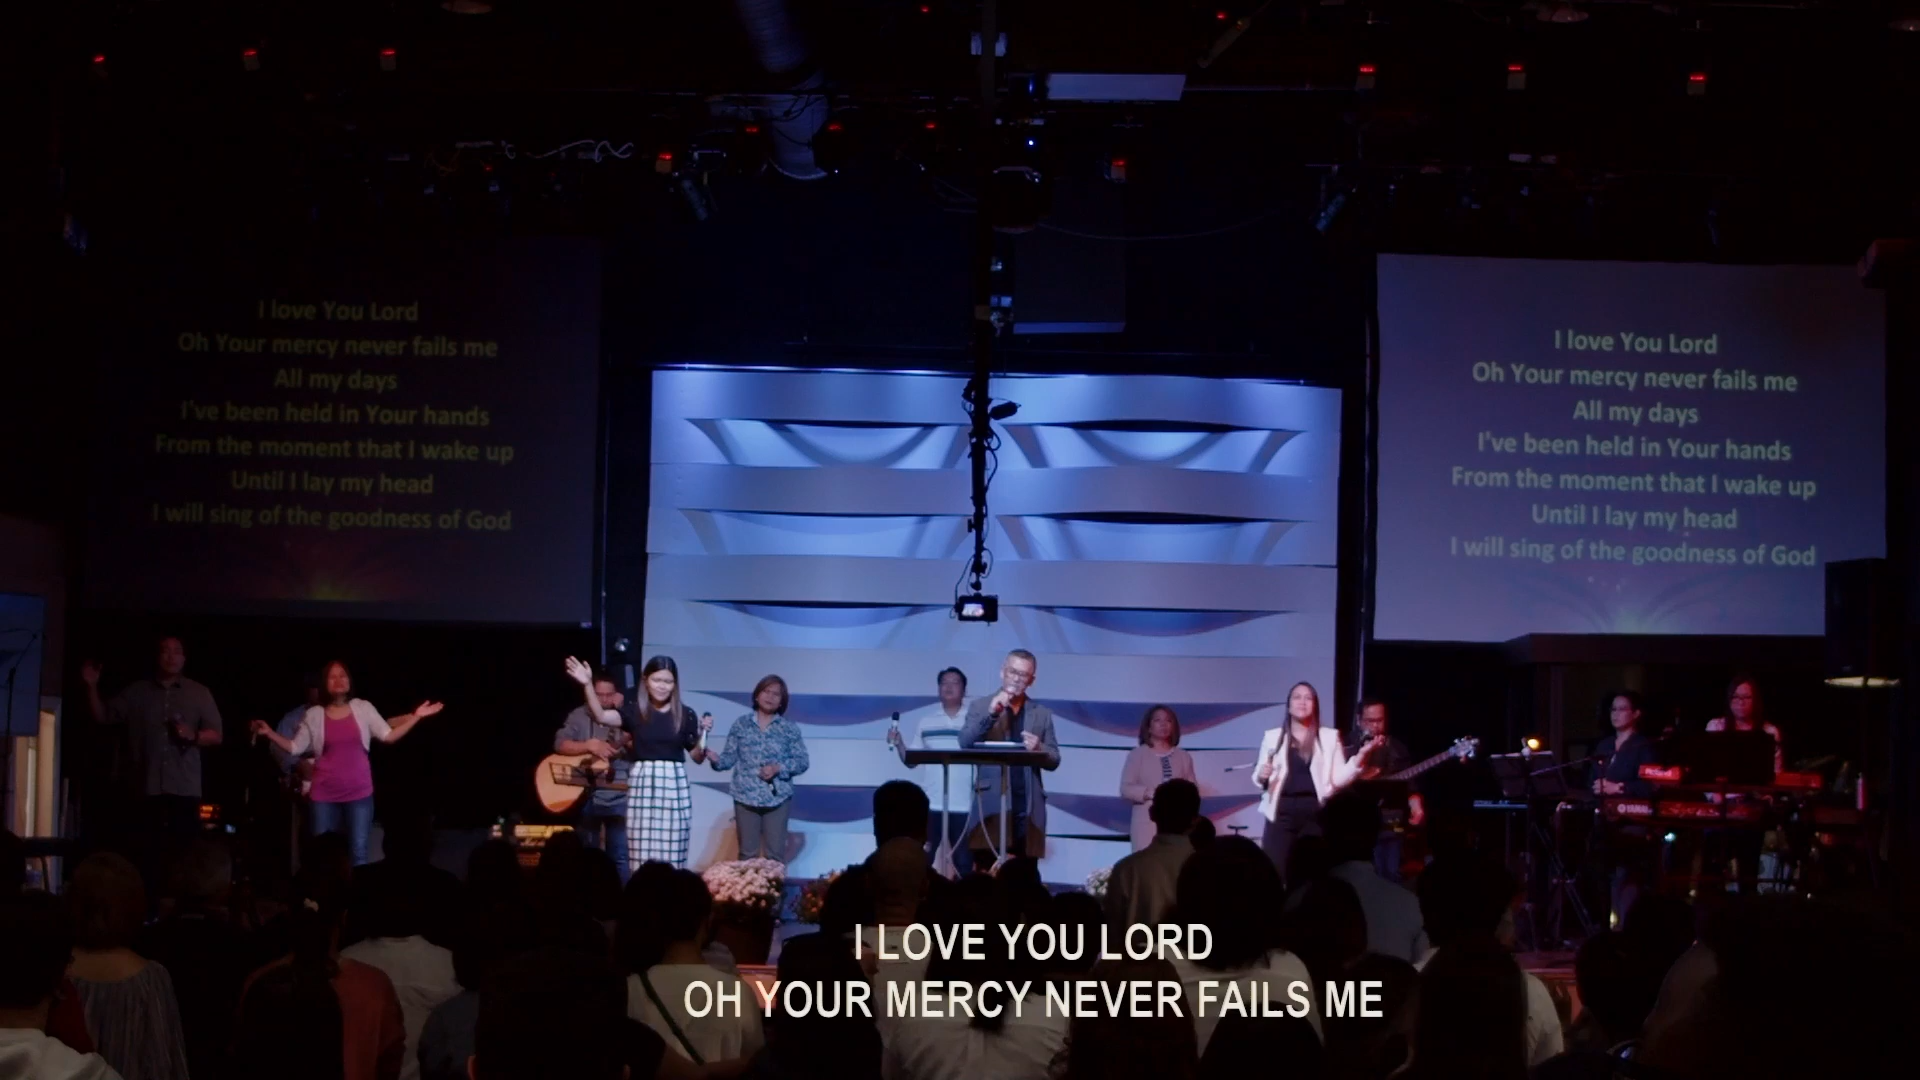 I love You Lord
Oh Your mercy never fails me
All my days
I've been held in Your hands
From the moment that I wake up
Until I lay my head
I will sing of the goodness of God
I love You Lord
Oh Your mercy never fails me
All my days
I've been held in Your hands
From the moment that I wake up
Until I lay my head
I will sing of the goodness of God
Roland
YAMAHA
I LOVE YOU LORD
OH YOUR MERCY NEVER FAILS ME